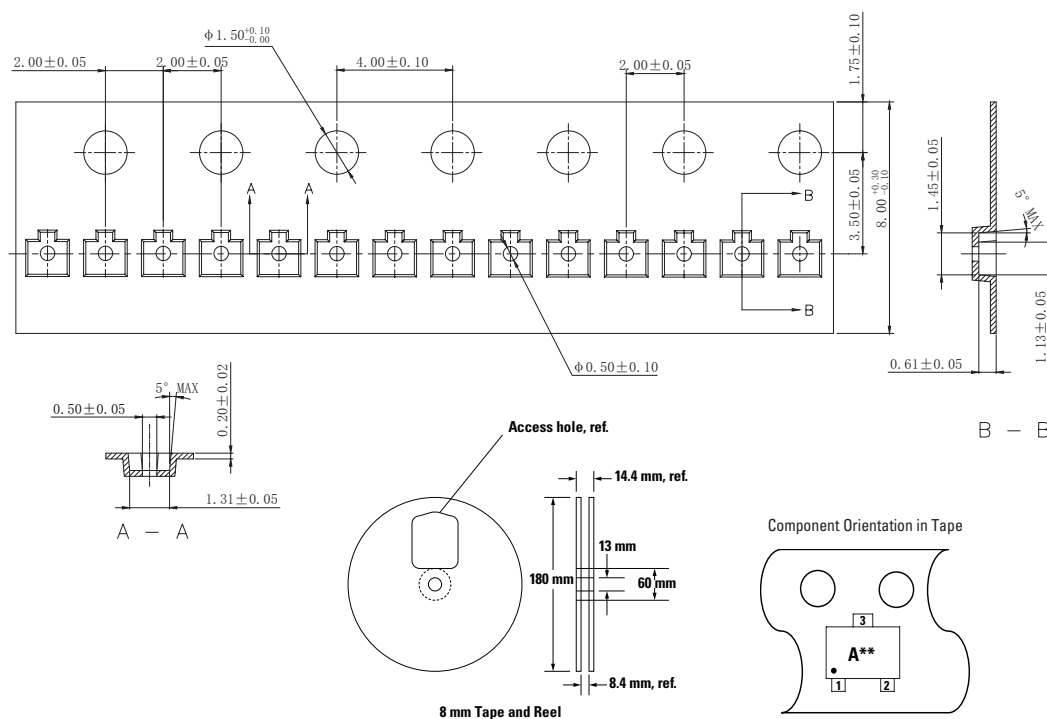 φ1.50 +0.10 -0.00
2.00±0.05
2.00±0.05
4.00±0.10
2.00±0.05
1.75±0.10
3.50±0.05
8.00 +0.30 -0.10
A A
B
B
1.45±0.05
5° MAX
1.13±0.05
0.61±0.05
B - B
φ0.50±0.10
0.50±0.05
5° MAX
0.20±0.02
1.31±0.05
A - A
Access hole, ref.
14.4 mm, ref.
13 mm
180 mm
60 mm
8.4 mm, ref.
8 mm Tape and Reel
Component Orientation in Tape
3
A**
1 2